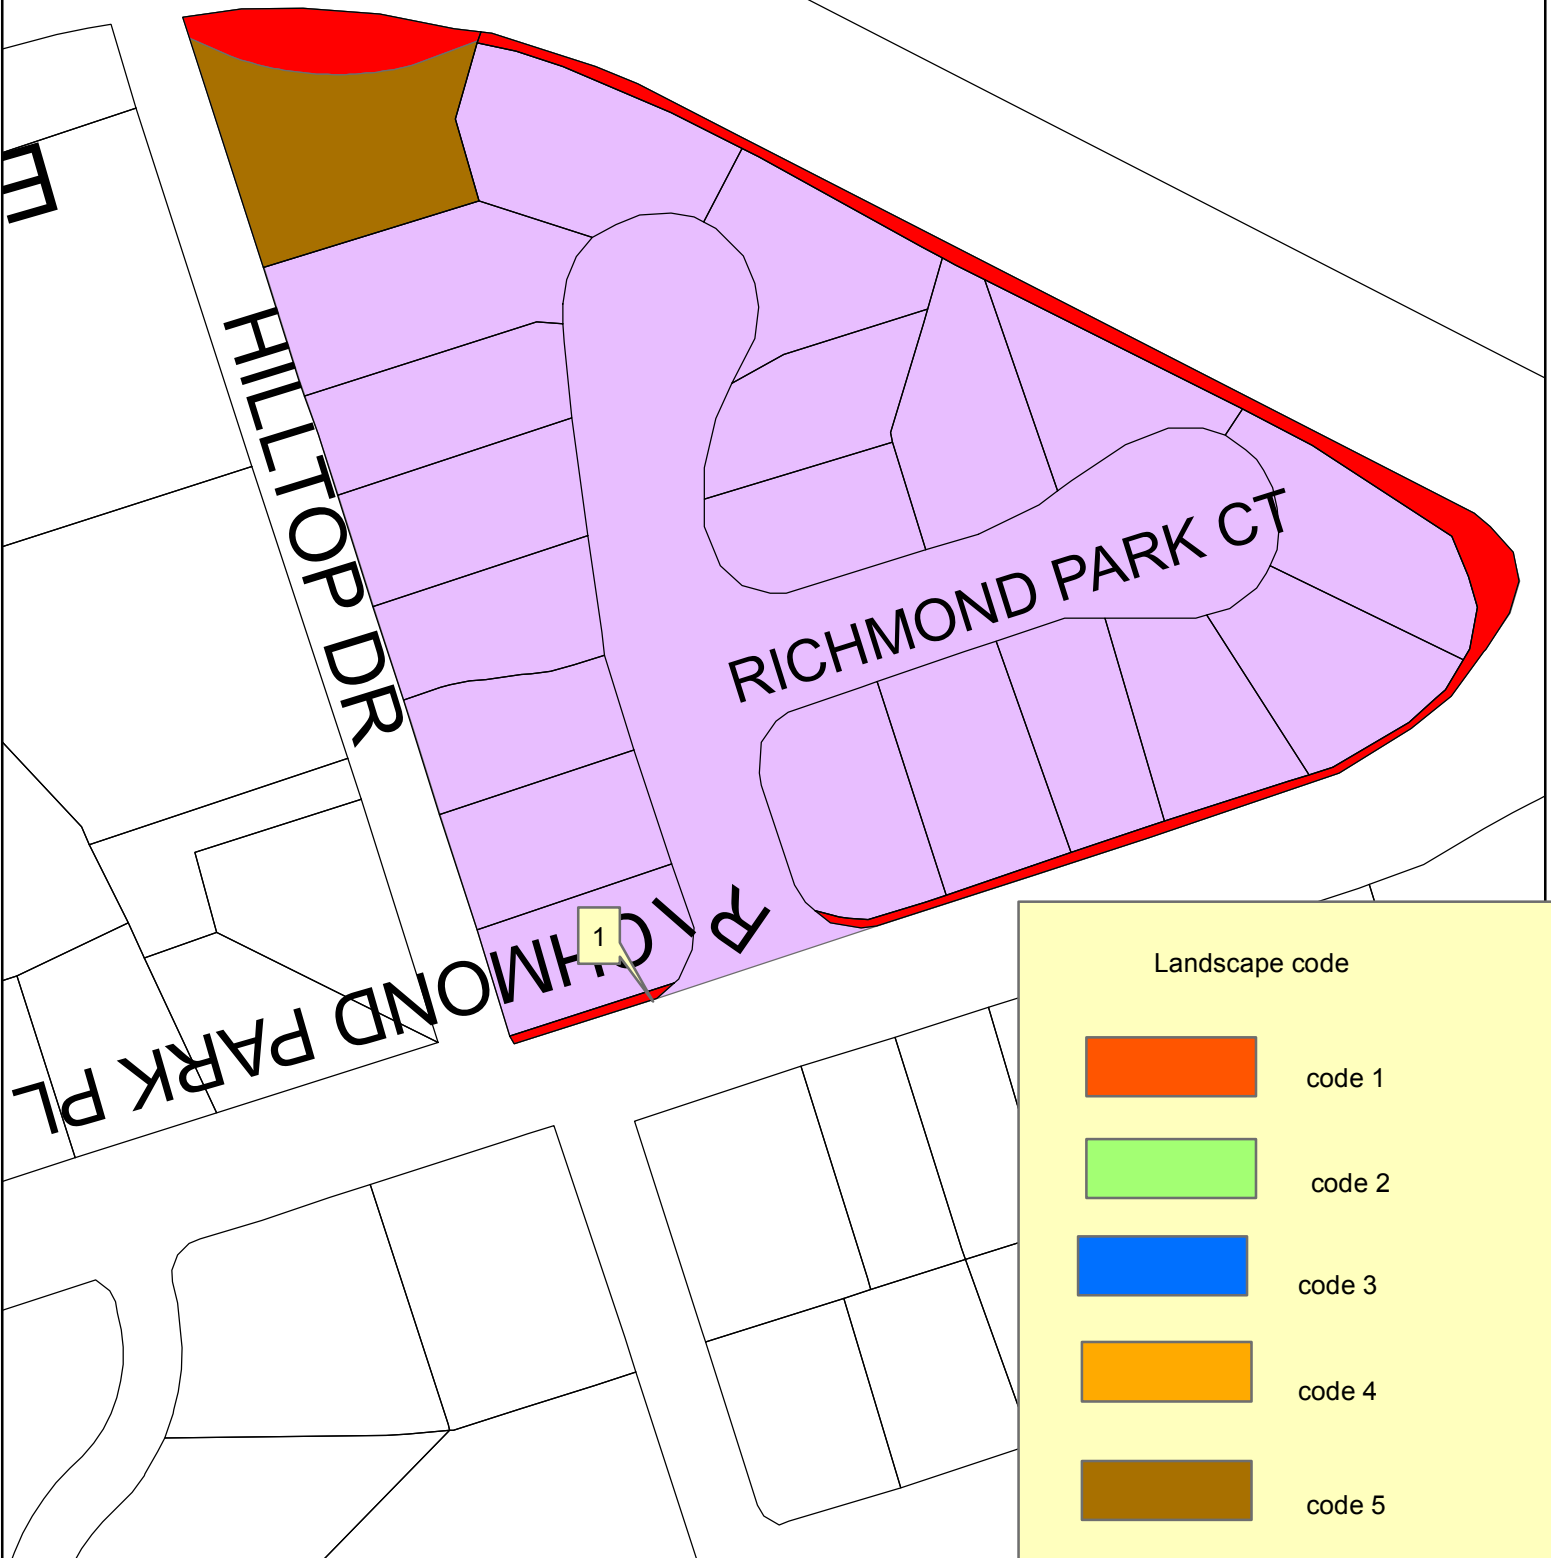 E
HILLTOP DR
RICHMOND PARK CT
RICHMOND PARK PL
1
Landscape code
code 1
code 2
code 3
code 4
code 5